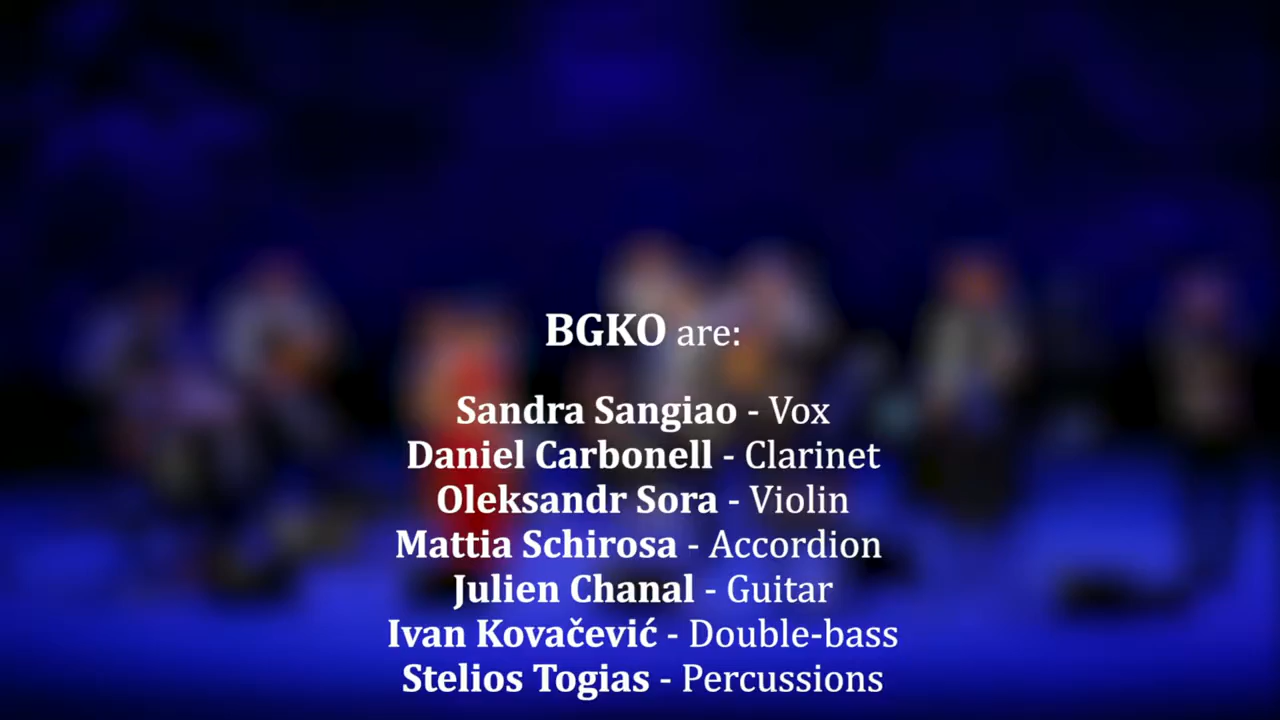 BGKO are:
Sandra Sangiao - Vox
Daniel Carbonell - Clarinet
Oleksandr Sora - Violin
Mattia Schirosa - Accordion
Julien Chanal - Guitar
Ivan Kovačević - Double-bass
Stelios Togias - Percussions